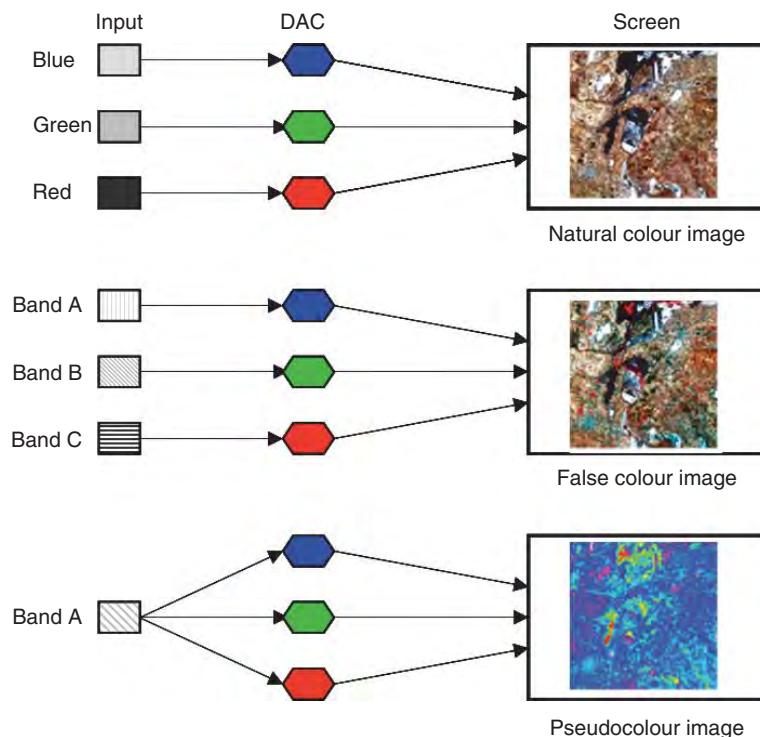 Input
DAC
Screen
Blue
Green
Red
Natural colour image
Band A
Band B
Band C
False colour image
Band A
Pseudocolour image